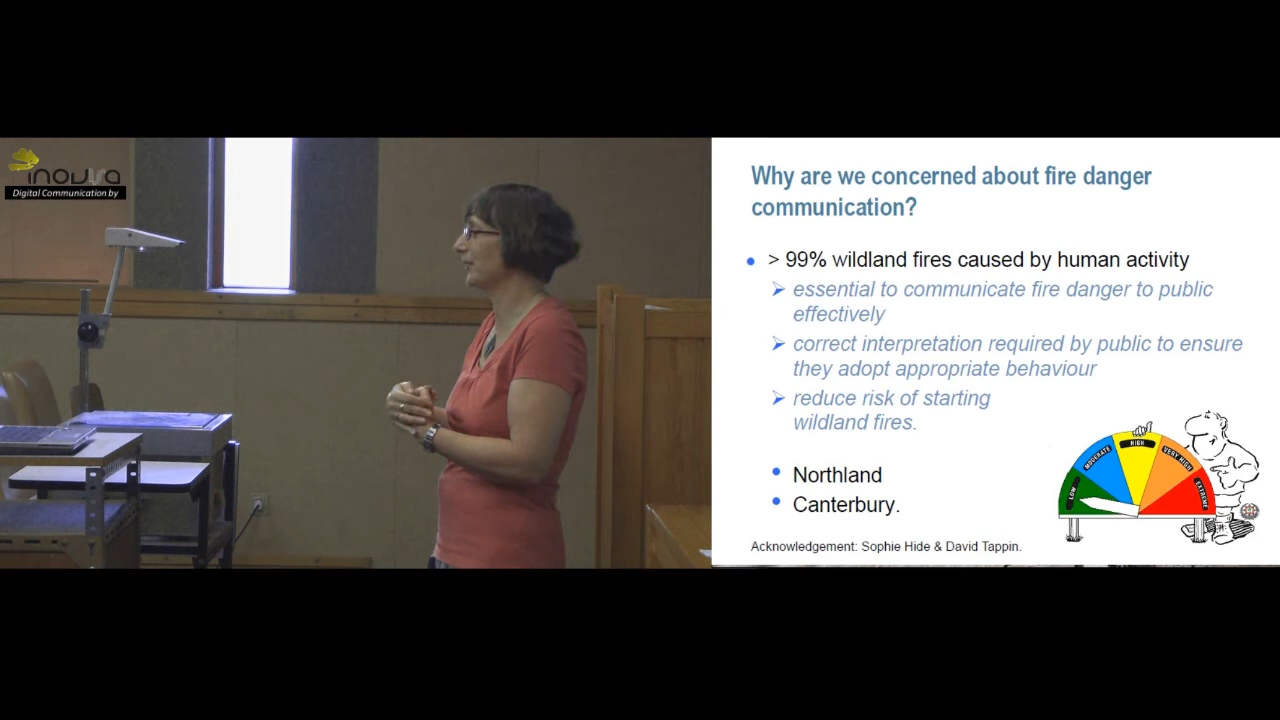 inovisa
Digital Communication by
Why are we concerned about fire danger
communication?
> 99% wildland fires caused by human activity
essential to communicate fire danger to public
effectively
correct interpretation required by public to ensure
they adopt appropriate behaviour
reduce risk of starting
wildland fires.
Northland
Canterbury.
LOW
MODERATE
HIGH
VERY HIGH
EXTREME
Acknowledgement: Sophie Hide & David Tappin.